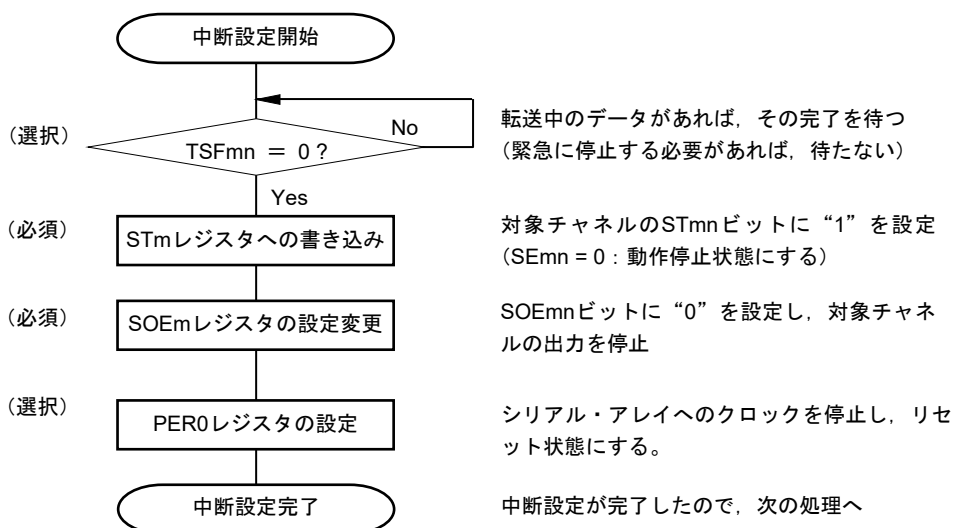 中断設定開始
（選択）
TSFmn ＝ 0？
No
転送中のデータがあれば，その完了を待つ
（緊急に停止する必要があれば，待たない）
Yes
（必須）
STmレジスタへの書き込み
対象チャネルのSTmnビットに“1”を設定
（SEmn = 0：動作停止状態にする）
（必須）
SOEmレジスタの設定変更
SOEmnビットに“0”を設定し，対象チャネ
ルの出力を停止
（選択）
PER0レジスタの設定
シリアル・アレイへのクロックを停止し，リセ
ット状態にする。
中断設定完了
中断設定が完了したので，次の処理へ